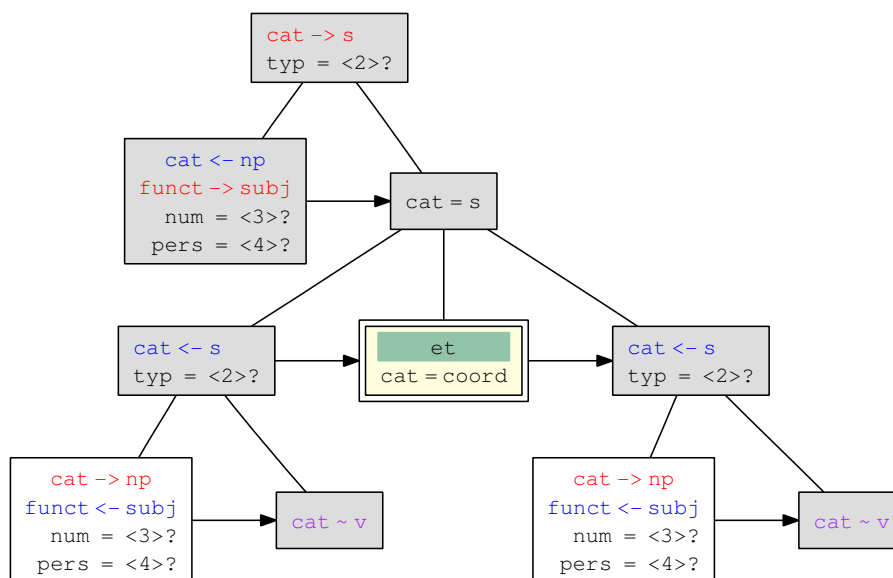 cat -> s
typ = <2>?
cat <- np
funct -> subj
num = <3>?
pers = <4>?
cat = s
cat <- s
typ = <2>?
et
cat = coord
cat <- s
typ = <2>?
cat -> np
funct <- subj
num = <3>?
pers = <4>?
cat ~ v
cat -> np
funct <- subj
num = <3>?
pers = <4>?
cat ~ v